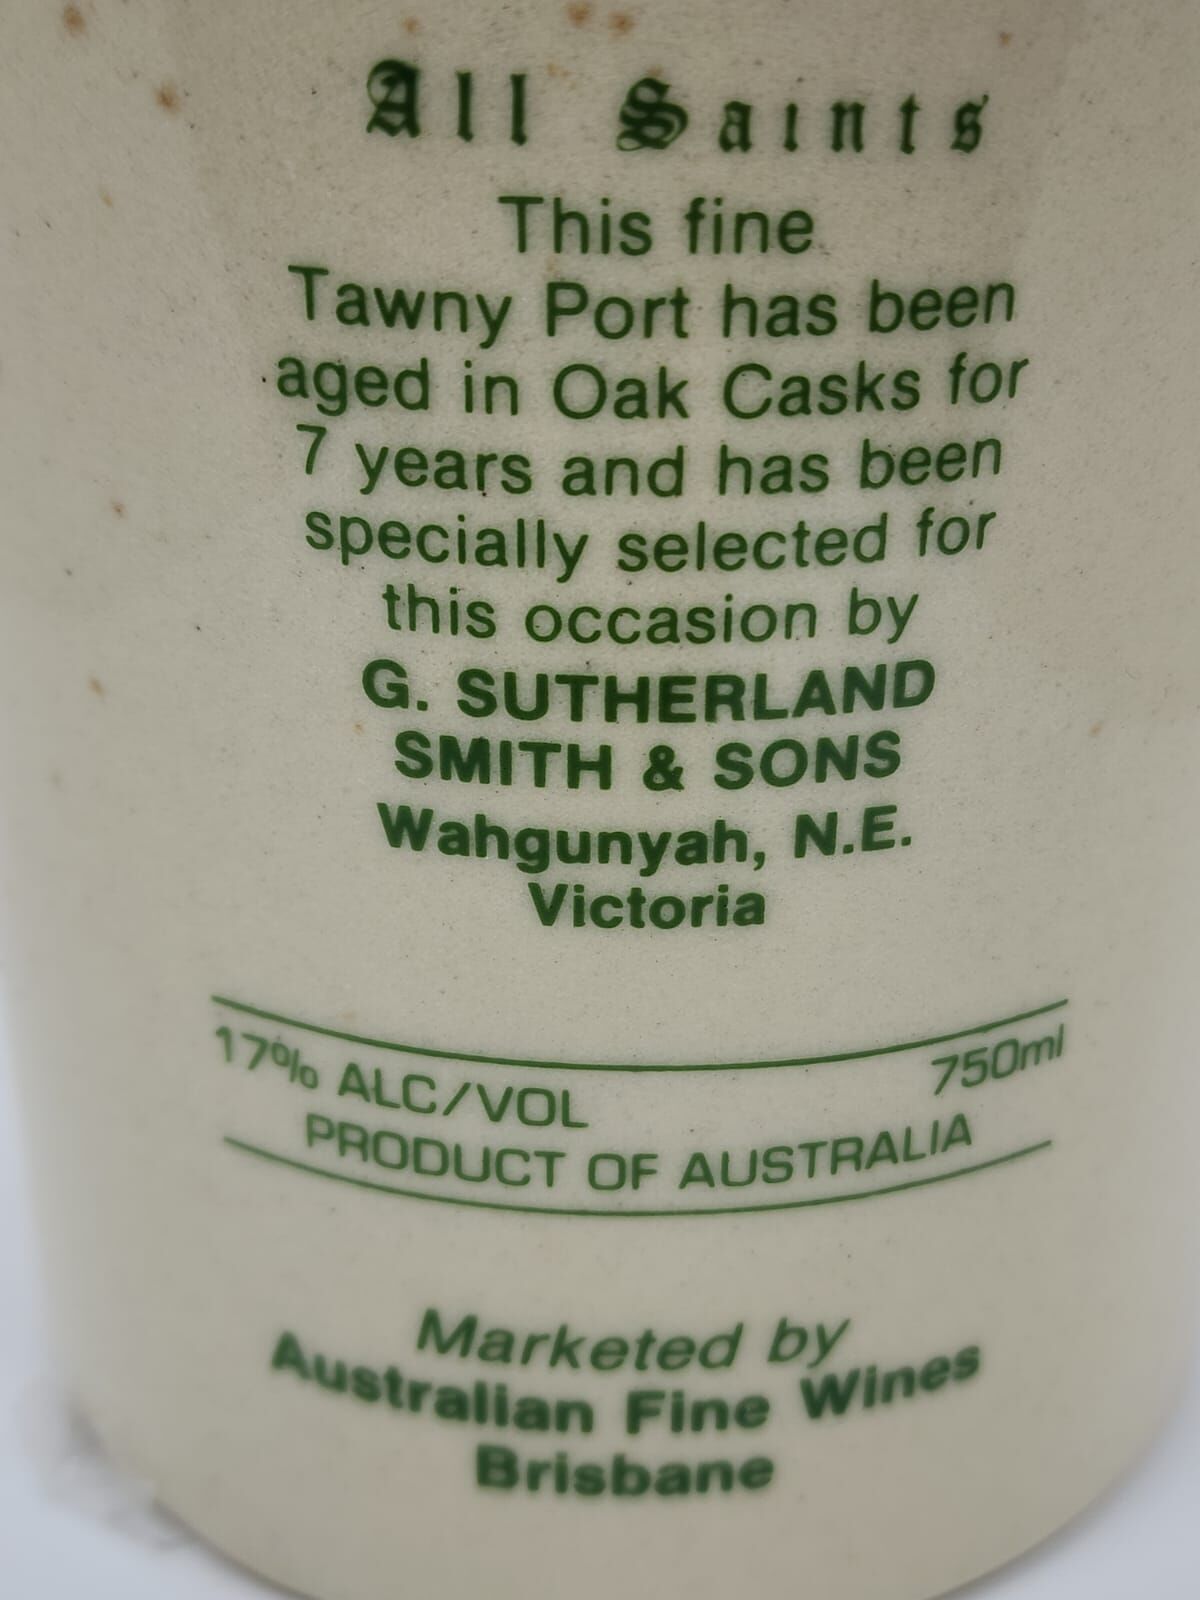 All Saints
This fine
Tawny Port has been
aged in Oak Casks for
7 years and has been
specially selected for
this occasion by
G. SUTHERLAND
SMITH & SONS
Wahgunyah, N.E.
Victoria
17% ALC/VOL 750ml
PRODUCT OF AUSTRALIA
Marketed by
Australian Fine Wines
Brisbane